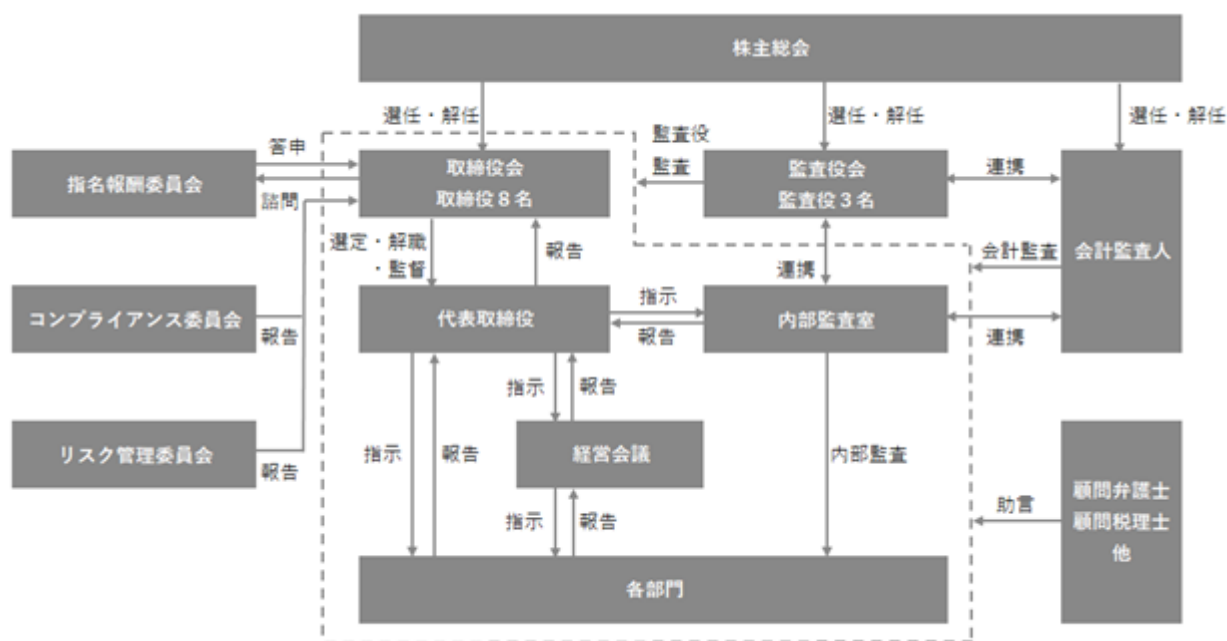 株主総会
選任・解任
選任・解任
選任・解任
監査役
監査
答申
諮問
指名報酬委員会
取締役会
取締役８名
監査役会
監査役３名
連携
会計監査人
選定・解職
・監督
報告
連携
会計監査
コンプライアンス委員会
報告
代表取締役
指示
報告
内部監査室
連携
指示
報告
リスク管理委員会
報告
指示
報告
経営会議
内部監査
指示
報告
助言
顧問弁護士
顧問税理士
他
各部門